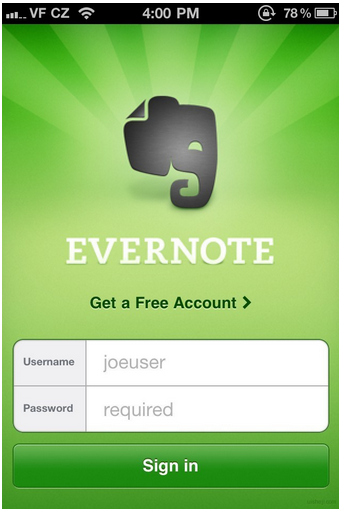 VF CZ 4:00 PM 78%
EVERNOTE
Get a Free Account
Username joeuser
Password required
Sign in